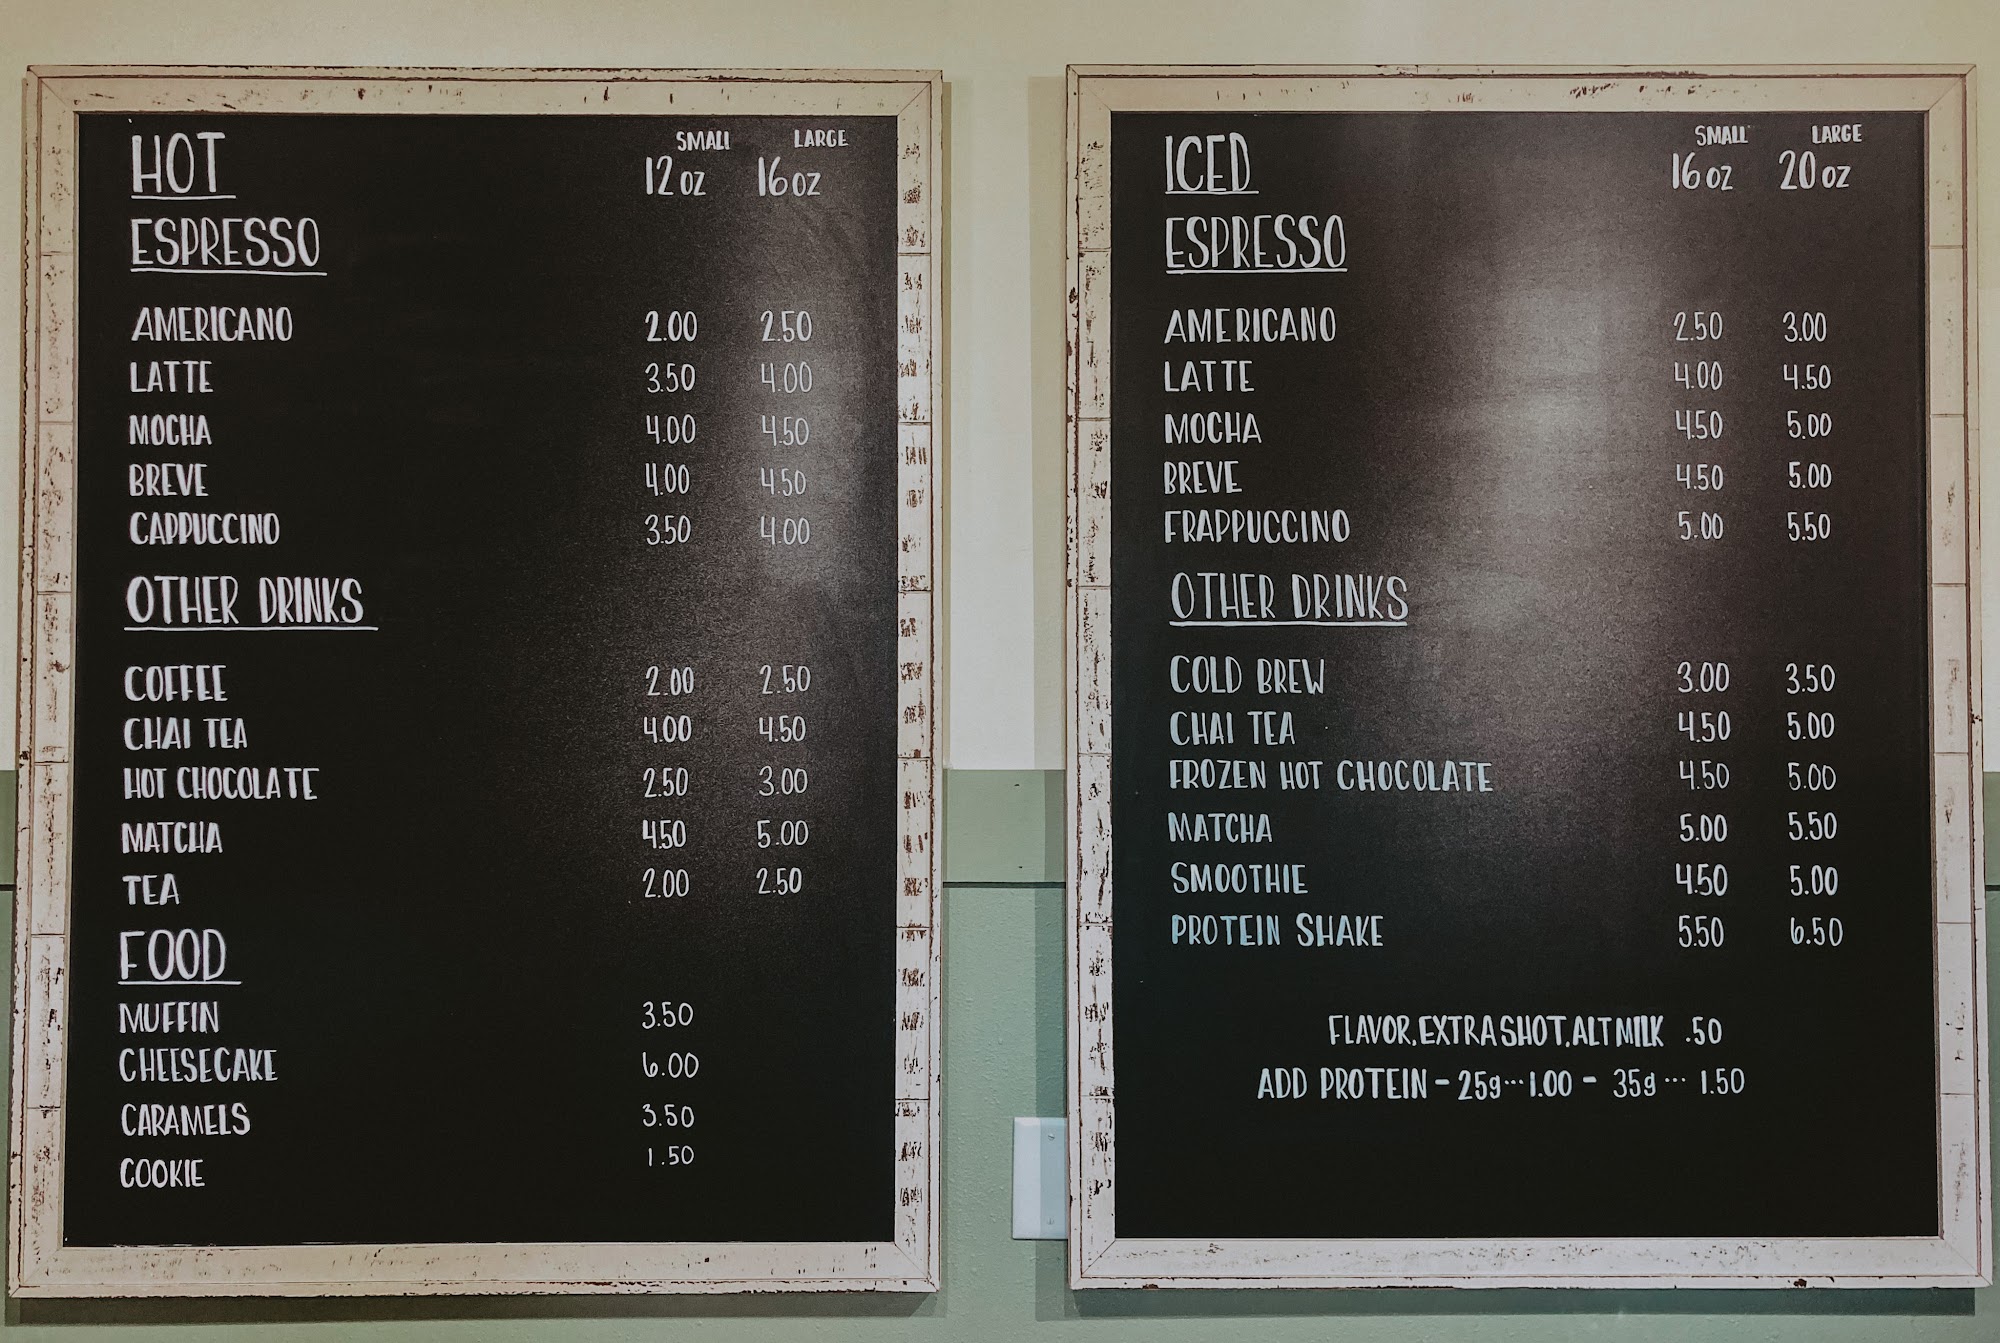 HOT SMALL LARGE
12 oz 16 oz
ESPRESSO
AMERICANO 2.00 2.50
LATTE 3.50 4.00
MOCHA 4.00 4.50
BREVE 4.00 4.50
CAPPUCCINO 3.50 4.00
OTHER DRINKS
COFFEE 2.00 2.50
CHAI TEA 4.00 4.50
HOT CHOCOLATE 2.50 3.00
MATCHA 4.50 5.00
TEA 2.00 2.50
FOOD
MUFFIN 3.50
CHEESECAKE 6.00
CARAMELS 3.50
COOKIE 1.50
ICED SMALL LARGE
16 oz 20 oz
ESPRESSO
AMERICANO 2.50 3.00
LATTE 4.00 4.50
MOCHA 4.50 5.00
BREVE 4.50 5.00
FRAPPUCCINO 5.00 5.50
OTHER DRINKS
COLD BREW 3.00 3.50
CHAI TEA 4.50 5.00
FROZEN HOT CHOCOLATE 4.50 5.00
MATCHA 5.00 5.50
SMOOTHIE 4.50 5.00
PROTEIN SHAKE 5.50 6.50
FLAVOR, EXTRA SHOT, ALT MILK .50
ADD PROTEIN - 25g ... 1.00 - 35g ... 1.50